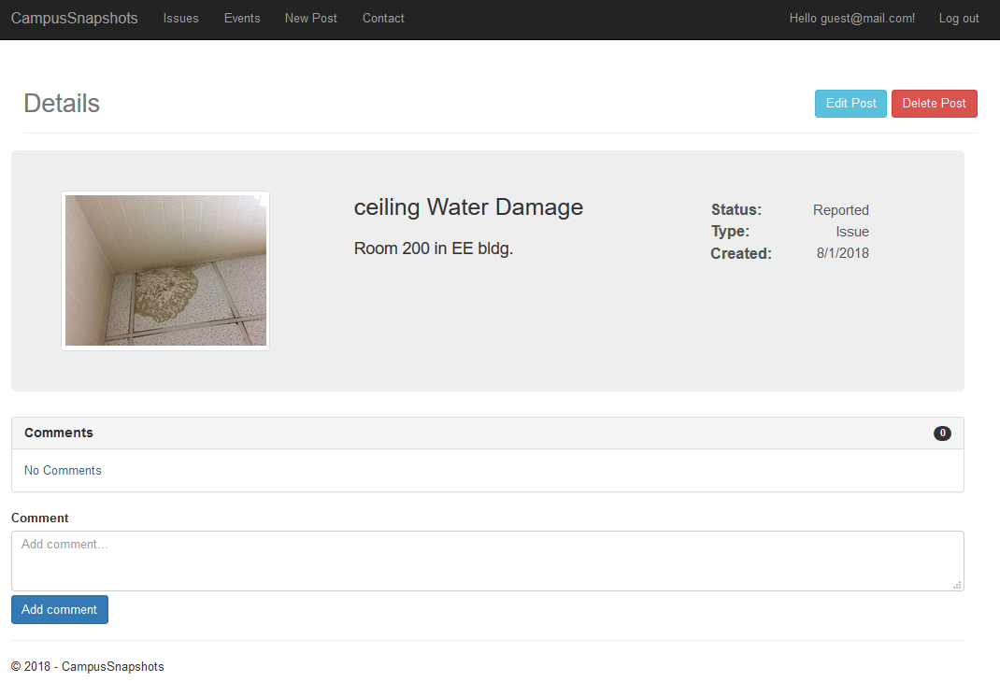 CampusSnapshots Issues Events New Post Contact Hello guest@mail.com! Log out
Details Edit Post Delete Post
ceiling Water Damage
Room 200 in EE bldg.
Status: Reported
Type: Issue
Created: 8/1/2018
Comments 0
No Comments
Comment
Add comment...
Add comment
© 2018 - CampusSnapshots